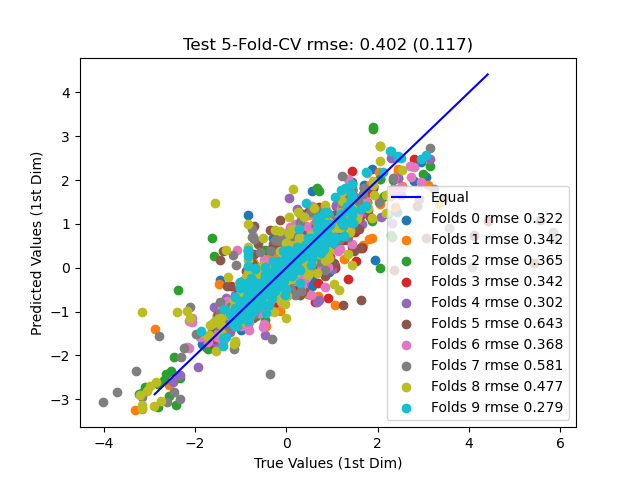 Test 5-Fold-CV rmse: 0.402 (0.117)
Predicted Values (1st Dim)
4
3
2
1
0
−1
−2
−3
Equal
Folds 0 rmse 0.322
Folds 1 rmse 0.342
Folds 2 rmse 0.365
Folds 3 rmse 0.342
Folds 4 rmse 0.302
Folds 5 rmse 0.643
Folds 6 rmse 0.368
Folds 7 rmse 0.581
Folds 8 rmse 0.477
Folds 9 rmse 0.279
−4 −2 0 2 4 6
True Values (1st Dim)